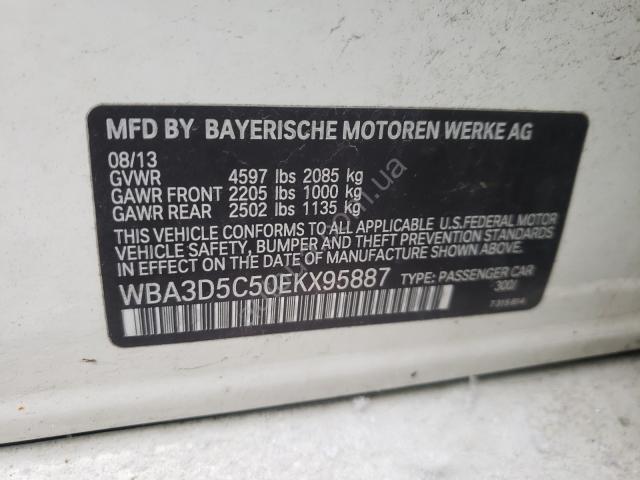 MFD BY BAYERISCHE MOTOREN WERKE AG
08/13
GVWR 4597 lbs 2085 kg
GAWR FRONT 2205 lbs 1000 kg
GAWR REAR 2502 lbs 1135 kg
THIS VEHICLE CONFORMS TO ALL APPLICABLE U.S.FEDERAL MOTOR
VEHICLE SAFETY, BUMPER AND THEFT PREVENTION STANDARDS
IN EFFECT ON THE DATE OF MANUFACTURE SHOWN ABOVE.
WBA3D5C50EKX95887 TYPE: PASSENGER CAR
300/